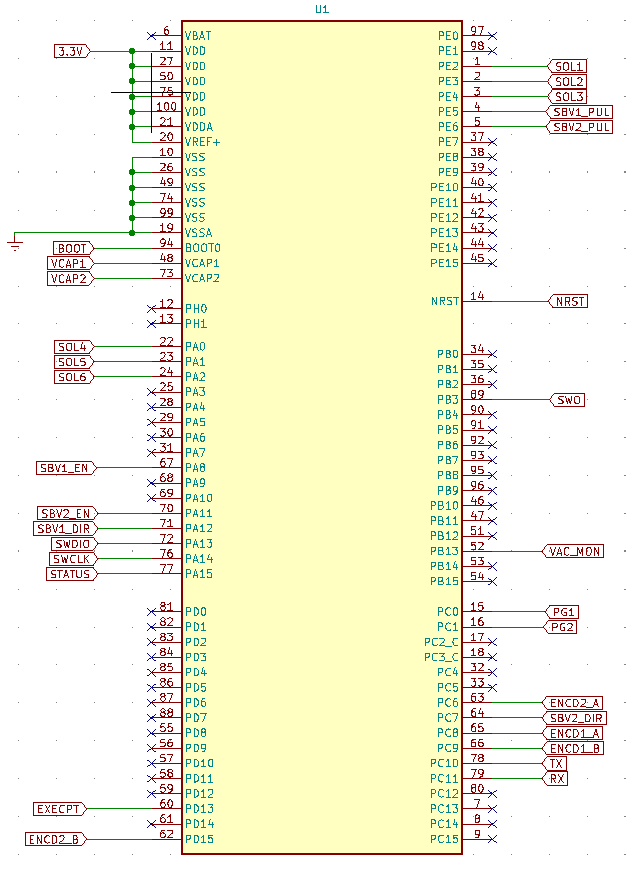 U1
6 VBAT
3.3V 11 VDD
27 VDD
50 VDD
75 VDD
100 VDD
21 VDDA
20 VREF+
10 VSS
26 VSS
49 VSS
74 VSS
99 VSS
19 VSSA
BOOT 94 BOOT0
VCAP1 48 VCAP1
VCAP2 73 VCAP2
12 PH0
13 PH1
SOL4 22 PA0
SOL5 23 PA1
SOL6 24 PA2
25 PA3
28 PA4
29 PA5
30 PA6
31 PA7
SBV1_EN 67 PA8
68 PA9
69 PA10
SBV2_EN 70 PA11
SBV1_DIR 71 PA12
SWDIO 72 PA13
SWCLK 76 PA14
STATUS 77 PA15
81 PD0
82 PD1
83 PD2
84 PD3
85 PD4
86 PD5
87 PD6
88 PD7
55 PD8
56 PD9
57 PD10
58 PD11
59 PD12
EXECPT 60 PD13
61 PD14
ENCD2_B 62 PD15
PE0 97
PE1 98
PE2 1 SOL1
PE3 2 SOL2
PE4 3 SOL3
PE5 4 SBV1_PUL
PE6 5 SBV2_PUL
PE7 37
PE8 38
PE9 39
PE10 40
PE11 41
PE12 42
PE13 43
PE14 44
PE15 45
NRST 14 NRST
PB0 34
PB1 35
PB2 36
PB3 89 SWO
PB4 90
PB5 91
PB6 92
PB7 93
PB8 95
PB9 96
PB10 46
PB11 47
PB12 51
PB13 52 VAC_MON
PB14 53
PB15 54
PC0 15 PG1
PC1 16 PG2
PC2_C 17
PC3_C 18
PC4 32
PC5 33
PC6 63 ENCD2_A
PC7 64 SBV2_DIR
PC8 65 ENCD1_A
PC9 66 ENCD1_B
PC10 78 TX
PC11 79 RX
PC12 80
PC13 7
PC14 8
PC15 9